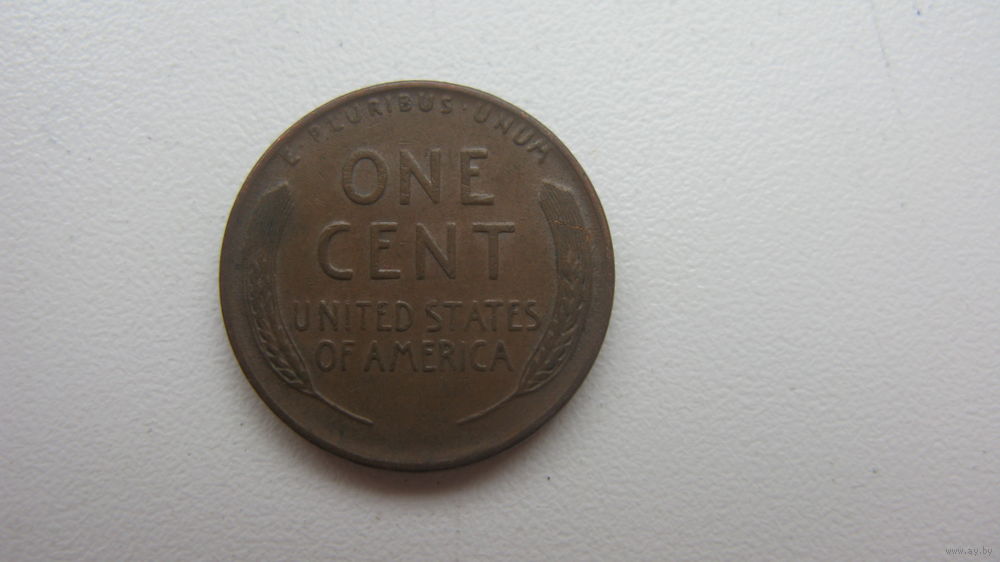 E · PLURIBUS · UNUM
ONE
CENT
UNITED STATES
OF AMERICA
www.ay.by